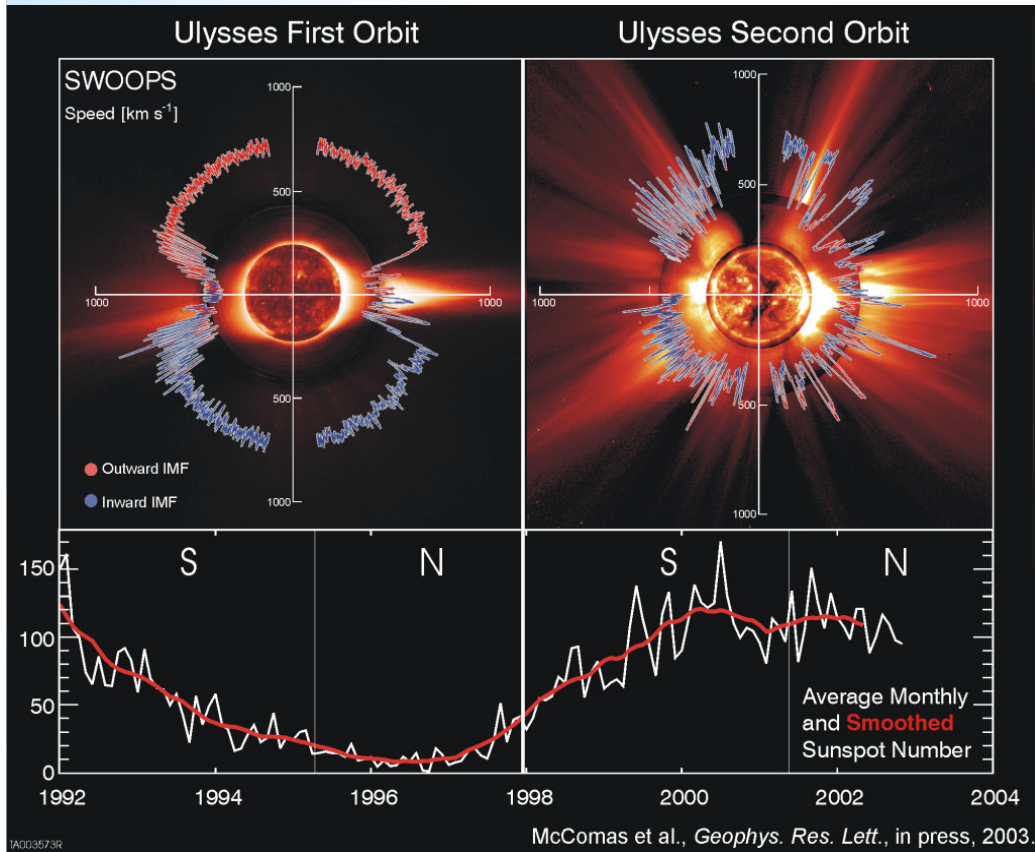 Ulysses First Orbit
Ulysses Second Orbit
SWOOPS
Speed [km s⁻¹]
1000
500
1000
1000
500
1000
Outward IMF
Inward IMF
1000
500
1000
1000
500
1000
S
N
S
N
150
100
50
0
Average Monthly
and Smoothed
Sunspot Number
1992
1994
1996
1998
2000
2002
2004
TA003573R
McComas et al., Geophys. Res. Lett., in press, 2003.